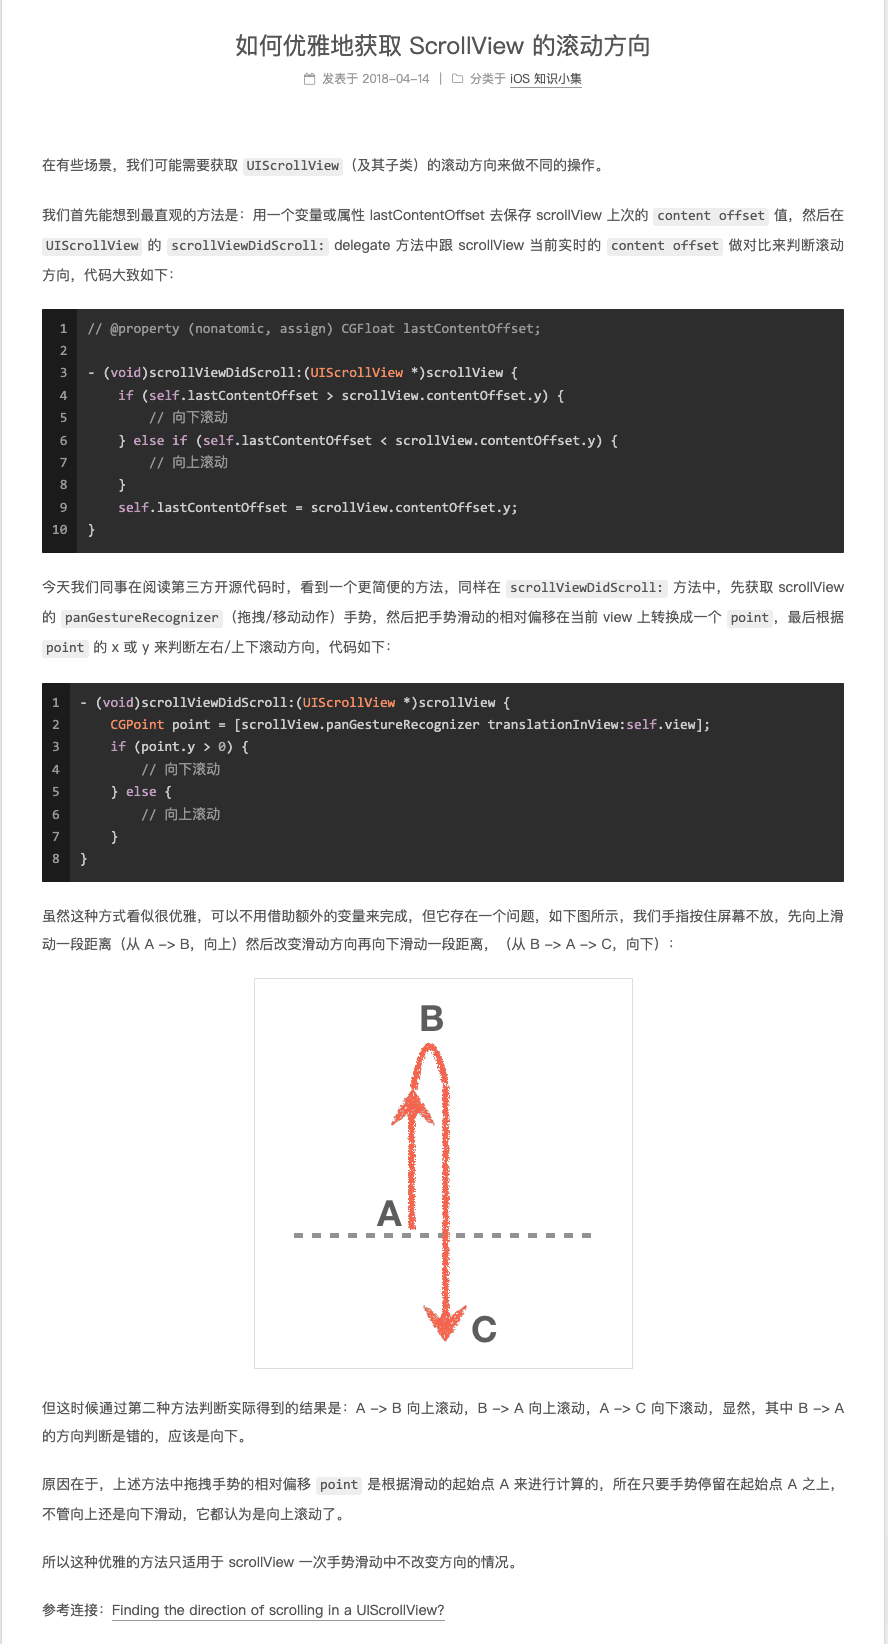 如何优雅地获取 ScrollView 的滚动方向
发表于 2018-04-14 | 分类于 iOS 知识小集
在有些场景，我们可能需要获取 UIScrollView（及其子类）的滚动方向来做不同的操作。
我们首先能想到最直观的方法是：用一个变量或属性 lastContentOffset 去保存 scrollView 上次的 content offset 值，然后在
UIScrollView 的 scrollViewDidScroll: delegate 方法中跟 scrollView 当前实时的 content offset 做对比来判断滚动
方向，代码大致如下：
1 // @property (nonatomic, assign) CGFloat lastContentOffset;
2
3 - (void)scrollViewDidScroll:(UIScrollView *)scrollView {
4     if (self.lastContentOffset > scrollView.contentOffset.y) {
5         // 向下滚动
6     } else if (self.lastContentOffset < scrollView.contentOffset.y) {
7         // 向上滚动
8     }
9     self.lastContentOffset = scrollView.contentOffset.y;
10 }
今天我们同事在阅读第三方开源代码时，看到一个更简便的方法，同样在 scrollViewDidScroll: 方法中，先获取 scrollView
的 panGestureRecognizer（拖拽/移动动作）手势，然后把手势滑动的相对偏移在当前 view 上转换成一个 point，最后根据
point 的 x 或 y 来判断左右/上下滚动方向，代码如下：
1 - (void)scrollViewDidScroll:(UIScrollView *)scrollView {
2     CGPoint point = [scrollView.panGestureRecognizer translationInView:self.view];
3     if (point.y > 0) {
4         // 向下滚动
5     } else {
6         // 向上滚动
7     }
8 }
虽然这种方式看似很优雅，可以不用借助额外的变量来完成，但它存在一个问题，如下图所示，我们手指按住屏幕不放，先向上滑
动一段距离（从 A -> B，向上）然后改变滑动方向再向下滑动一段距离，（从 B -> A -> C，向下）：
B
A
C
但这时候通过第二种方法判断实际得到的结果是：A -> B 向上滚动，B -> A 向上滚动，A -> C 向下滚动，显然，其中 B -> A
的方向判断是错的，应该是向下。
原因在于，上述方法中拖拽手势的相对偏移 point 是根据滑动的起始点 A 来进行计算的，所在只要手势停留在起始点 A 之上，
不管向上还是向下滑动，它都认为是向上滚动了。
所以这种优雅的方法只适用于 scrollView 一次手势滑动中不改变方向的情况。
参考连接：Finding the direction of scrolling in a UIScrollView?